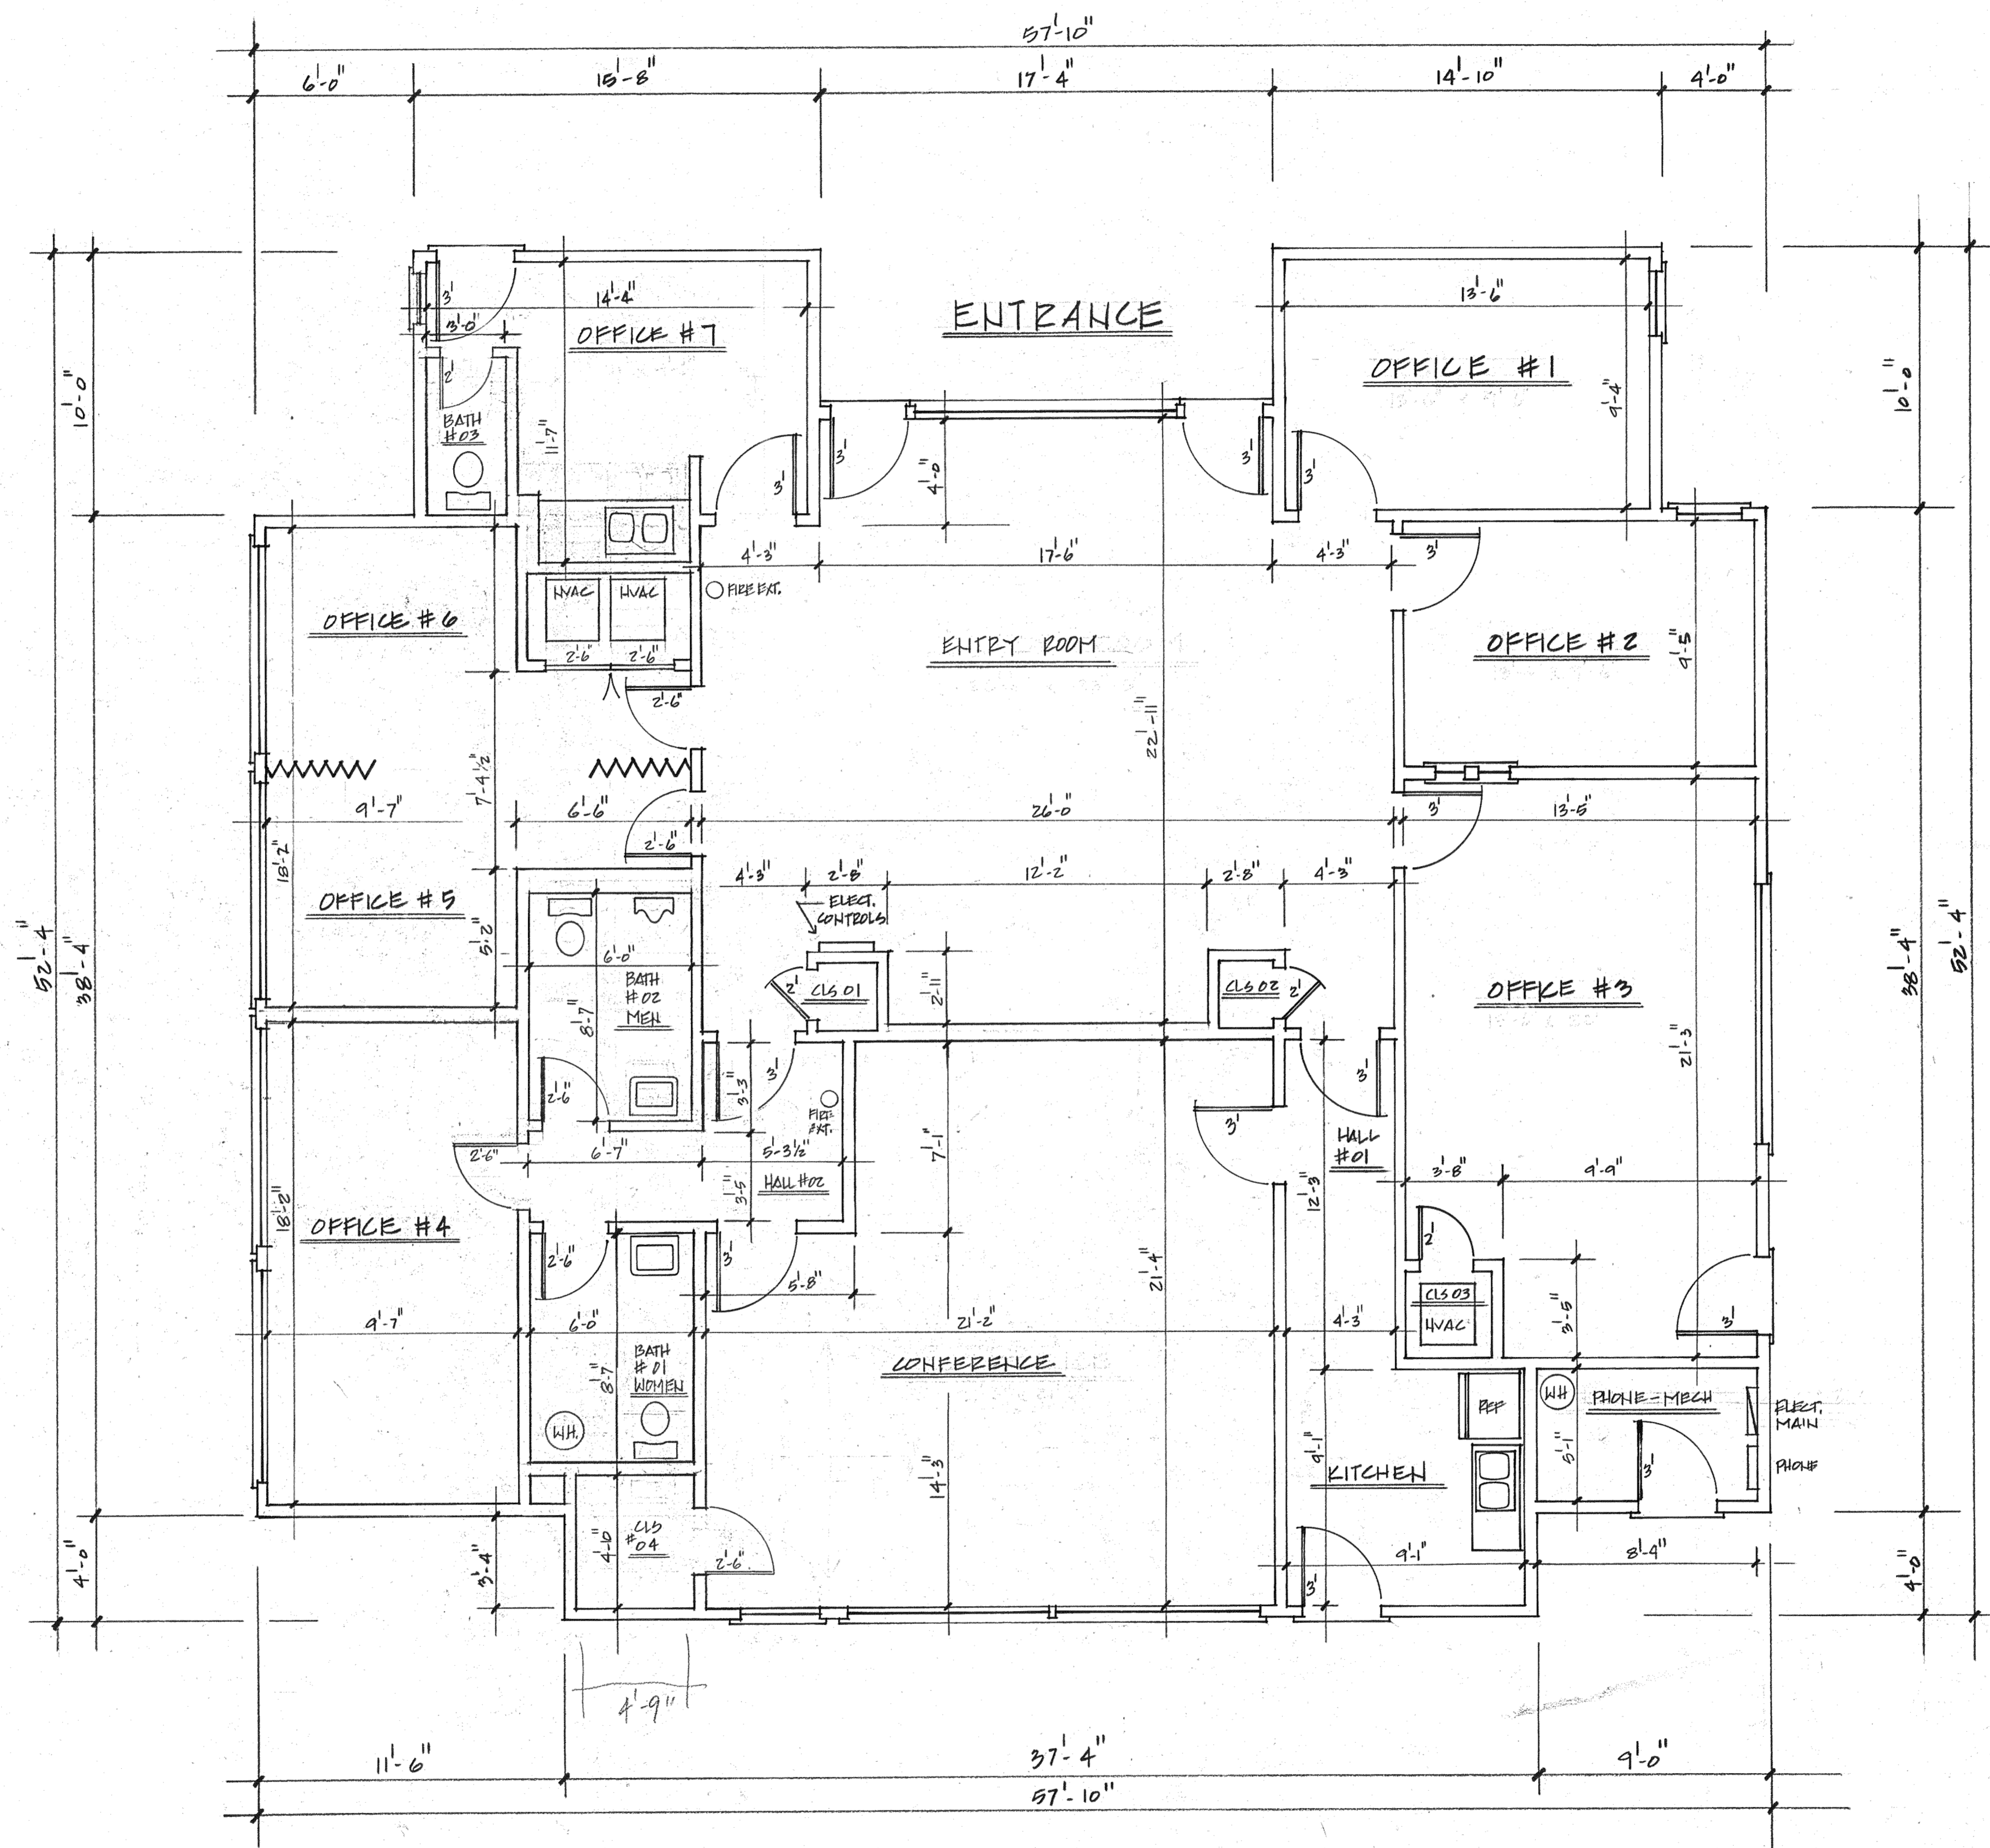 57'-10"
6'-0"
15'-8"
17'-4"
14'-10"
4'-0"
3'
14'-4"
3'-0"
OFFICE #7
ENTRANCE
13'-6"
OFFICE #1
9'-4"
10'-0"
10'-0"
2'
BATH
#03
11'-7"
3'
3'
4'-0"
3'
3'
4'-3"
17'-6"
4'-3"
3'
HVAC
HVAC
FIRE EXT.
OFFICE #6
ENTRY ROOM
OFFICE #2
9'-5"
2'-6"
2'-6"
2'-6"
22'-11"
7'-4½"
9'-7"
6'-6"
26'-0"
3'
13'-5"
18'-2"
2'-6"
4'-3"
2'-8"
12'-2"
2'-8"
4'-3"
OFFICE #5
ELECT.
CONTROLS
5'-2"
52'-4"
38'-4"
38'-4"
52'-4"
6'-0"
BATH
#02
MEN
8'-7"
2'
CLS 01
2'-11"
CLS 02
2'
OFFICE #3
21'-3"
2'-6"
3'-3"
3'
FIRE
EXT.
3'
3'
HALL
#01
7'-1"
2'-6"
6'-7"
5'-3½"
3'-8"
9'-9"
18'-2"
3'-5"
HALL #02
12'-3"
OFFICE #4
2'
2'-6"
3'
5'-8"
21'-4"
CLS 03
HVAC
3'-5"
3'
9'-7"
6'-0"
21'-2"
4'-3"
BATH
#01
WOMEN
8'-7"
CONFERENCE
REF
WH
PHONE-MECH
ELECT.
MAIN
WH.
14'-3"
9'-1"
KITCHEN
5'-1"
3'
PHONE
CLS
#04
4'-10"
2'-6"
3'-4"
4'-0"
3'
9'-1"
8'-4"
4'-0"
4'-9"
11'-6"
37'-4"
9'-0"
57'-10"